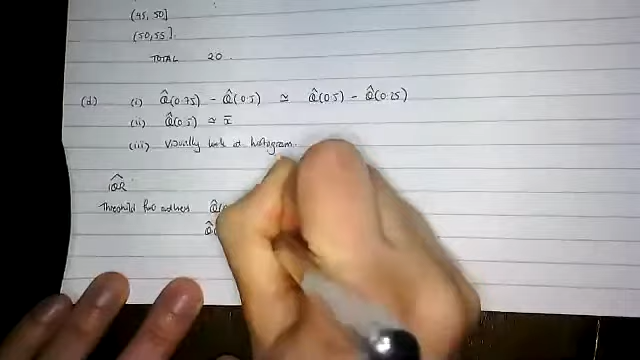 (45, 50]
(50, 55].
TOTAL 20.
(d) (i) Q̂(0.75) - Q̂(0.5) ≃ Q̂(0.5) - Q̂(0.25)
(ii) Q̂(0.5) ≃ x̄
(iii) Visually look at histogram.
IQR
Threshold for outliers